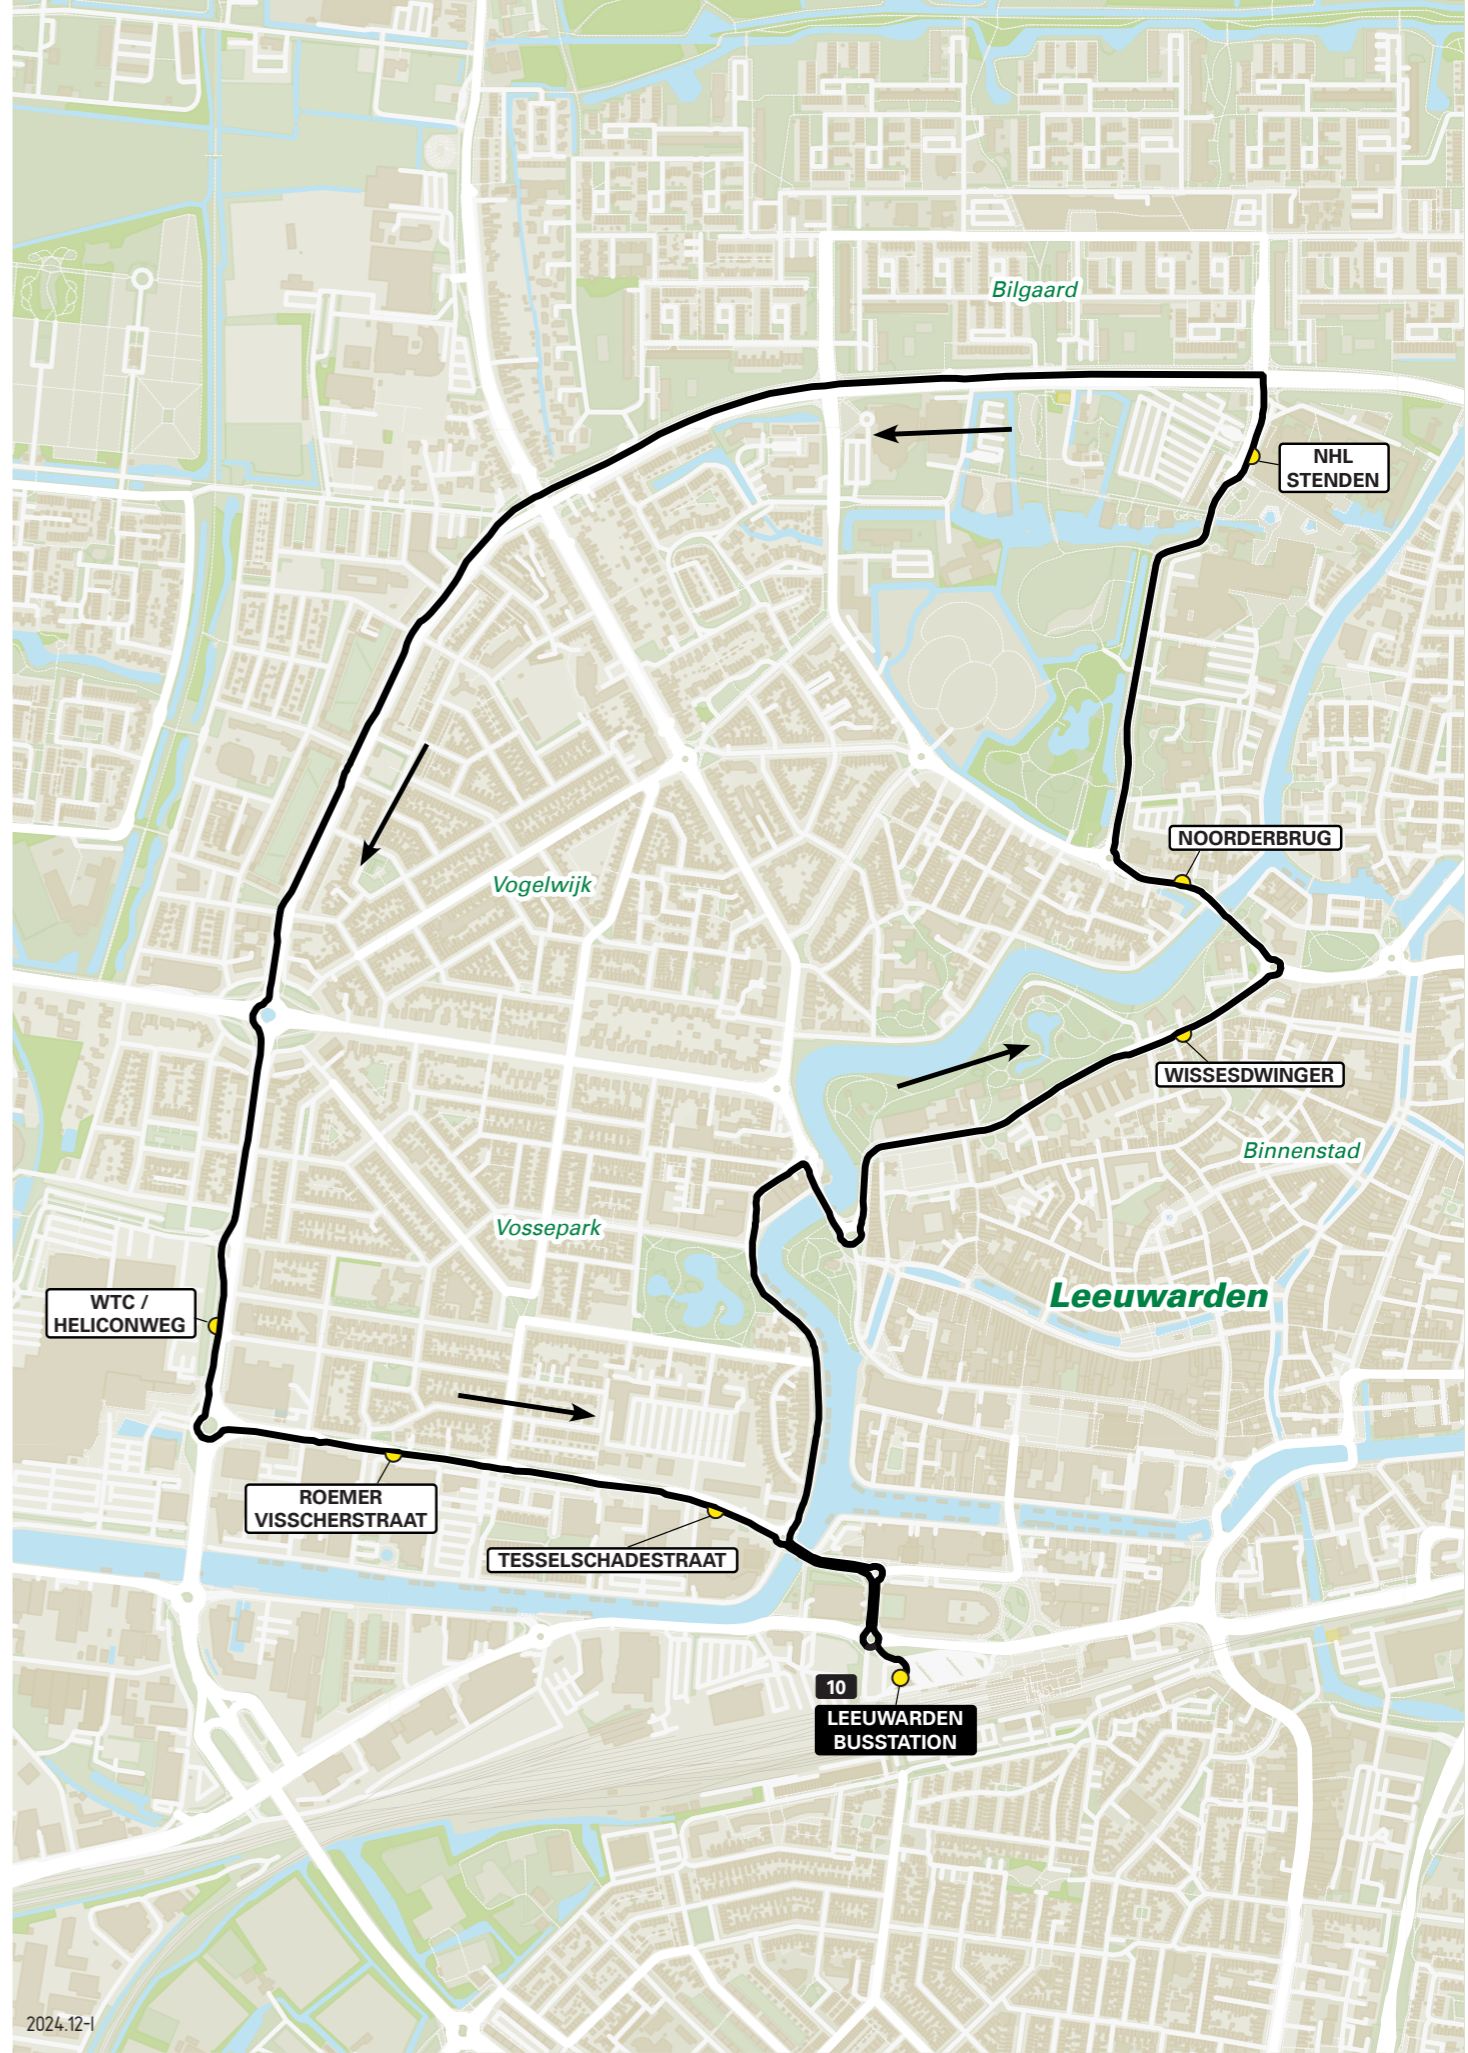 Bilgaard
NHL
STENDEN
NOORDERBRUG
Vogelwijk
WISSESDWINGER
Binnenstad
Vossepark
Leeuwarden
WTC /
HELICONWEG
ROEMER
VISSCHERSTRAAT
TESSELSCHADESTRAAT
10
LEEUWARDEN
BUSSTATION
2024.12-I